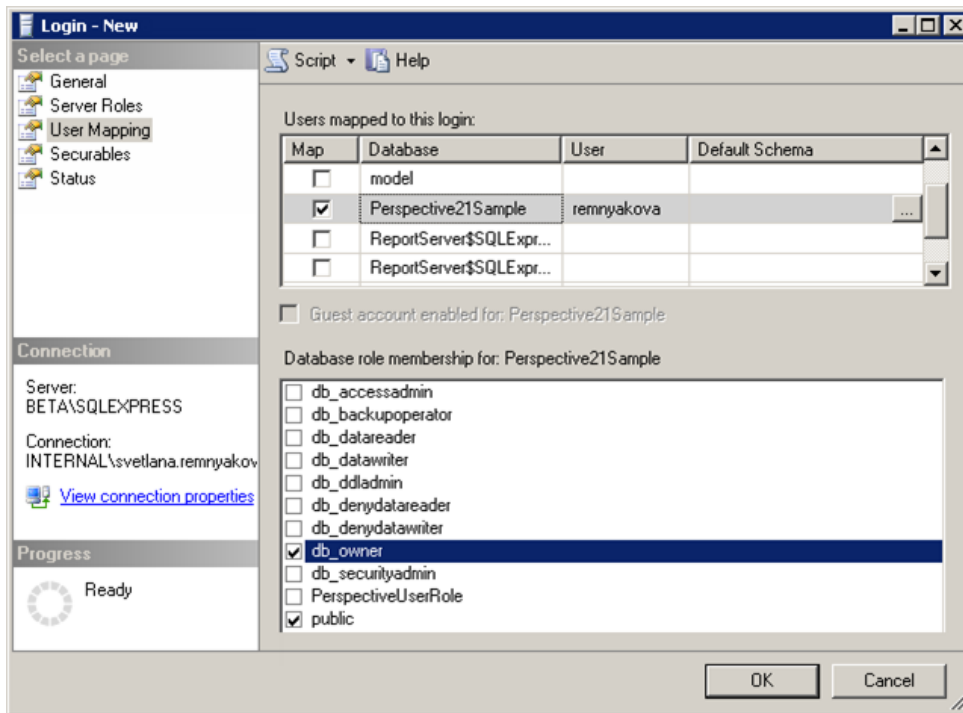 Login - New
Select a page
General
Server Roles
User Mapping
Securables
Status
Script
Help
Users mapped to this login:
Map Database User Default Schema
model
Perspective21Sample remnyakova ...
ReportServer$SQLExpr...
ReportServer$SQLExpr...
Guest account enabled for: Perspective21Sample
Database role membership for: Perspective21Sample
db_accessadmin
db_backupoperator
db_datareader
db_datawriter
db_ddladmin
db_denydatareader
db_denydatawriter
db_owner
db_securityadmin
PerspectiveUserRole
public
Connection
Server:
BETA\SQLEXPRESS
Connection:
INTERNAL\svetlana.remnyakov
View connection properties
Progress
Ready
OK
Cancel